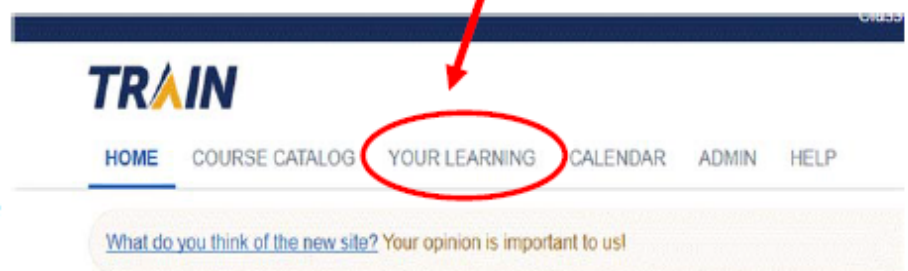 TRAIN
HOME COURSE CATALOG YOUR LEARNING CALENDAR ADMIN HELP
What do you think of the new site? Your opinion is important to us!